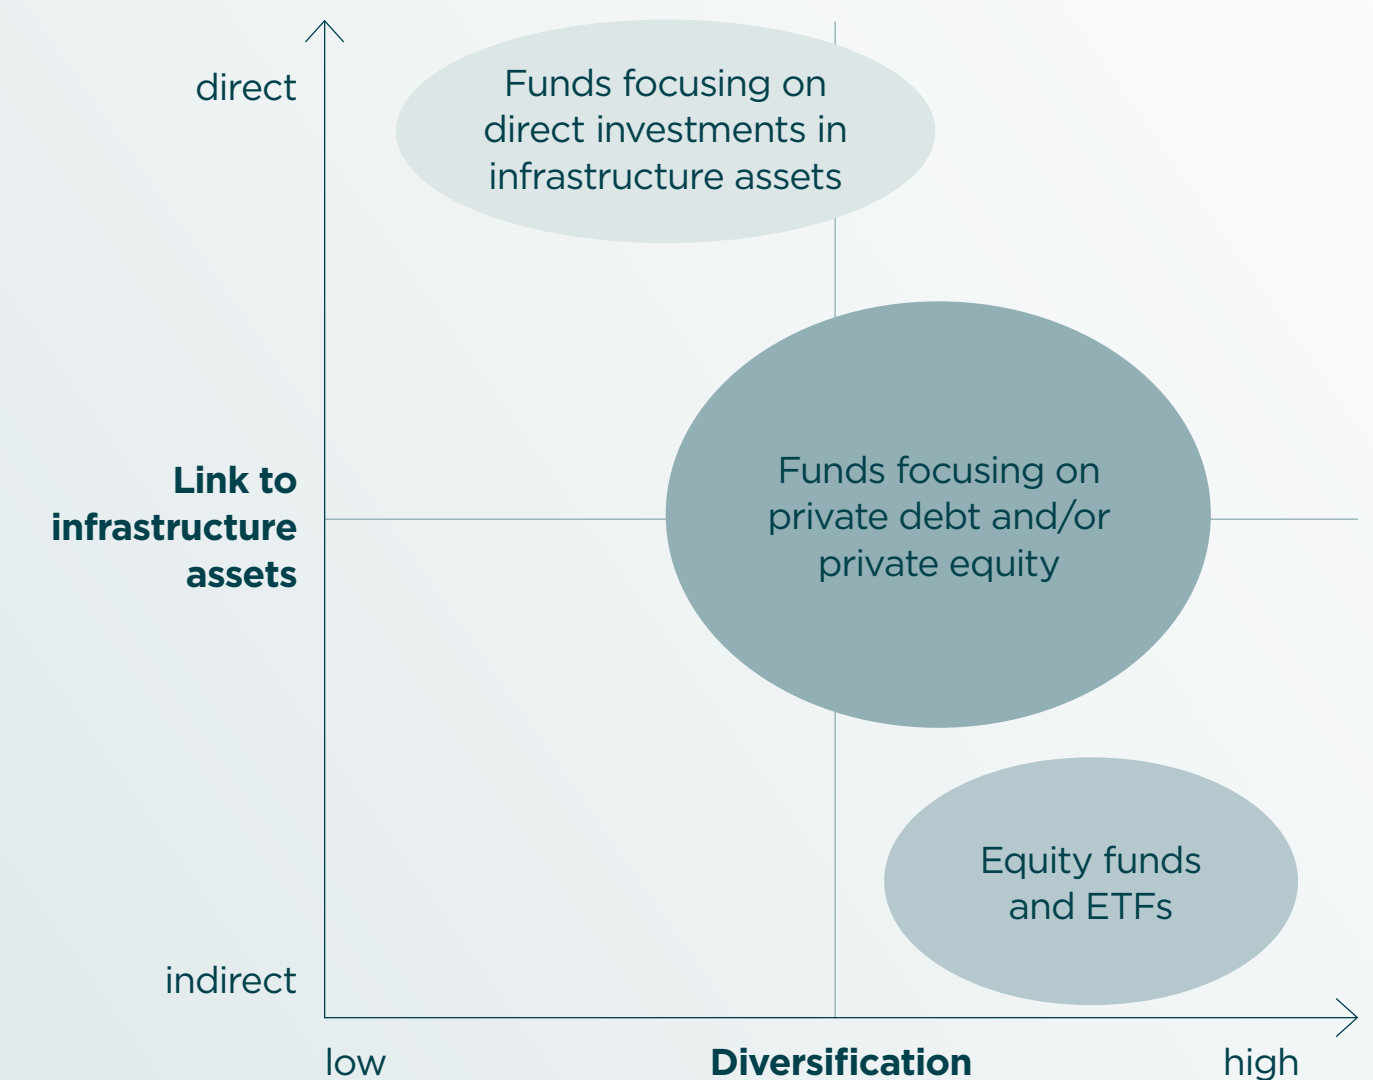 direct
Funds focusing on
direct investments in
infrastructure assets
Link to
infrastructure
assets
Funds focusing on
private debt and/or
private equity
Equity funds
and ETFs
indirect
low
Diversification
high